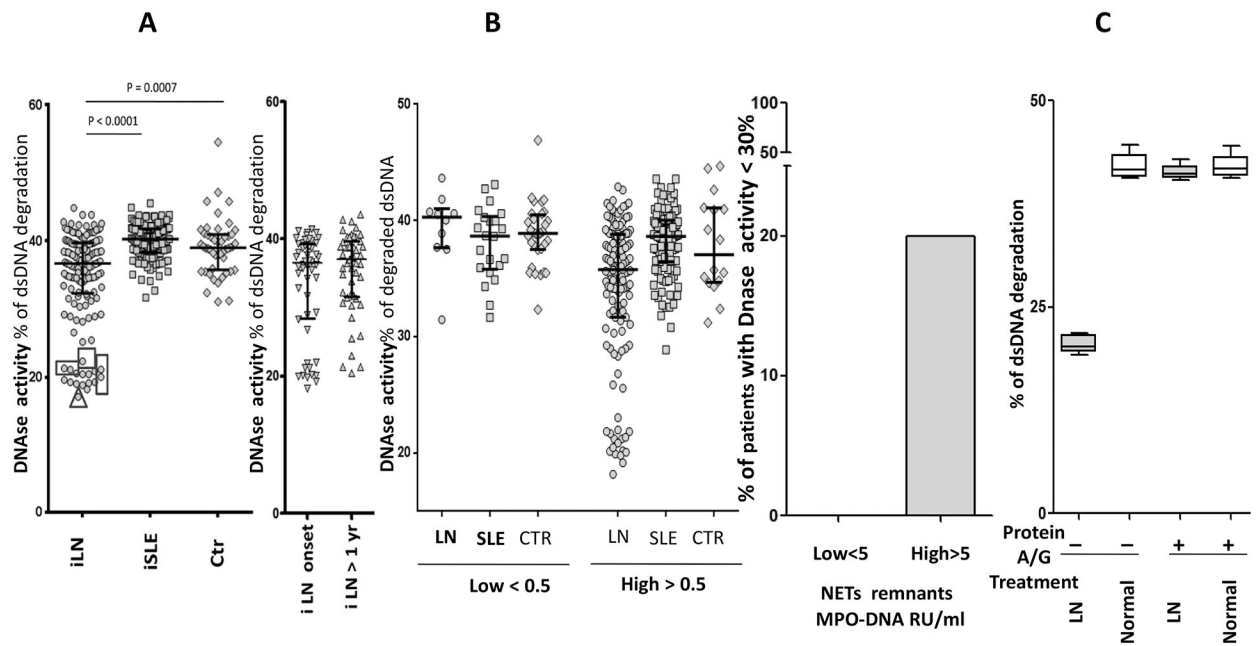 A
B
C
P = 0.0007
P < 0.0001
DNAse activity % of dsDNA degradation
60
40
20
0
iLN
iSLE
Ctr
DNAse activity % of dsDNA degradation
60
40
20
0
i LN onset
i LN > 1 yr
DNAse activity% of degraded dsDNA
50
40
30
20
LN
SLE
CTR
LN
SLE
CTR
Low < 0.5
High > 0.5
% of patients with Dnase activity < 30%
100
50
20
10
0
Low<5
High>5
NETs remnants
MPO-DNA RU/ml
% of dsDNA degradation
50
25
0
Protein
A/G
– – + +
Treatment
LN
Normal
LN
Normal